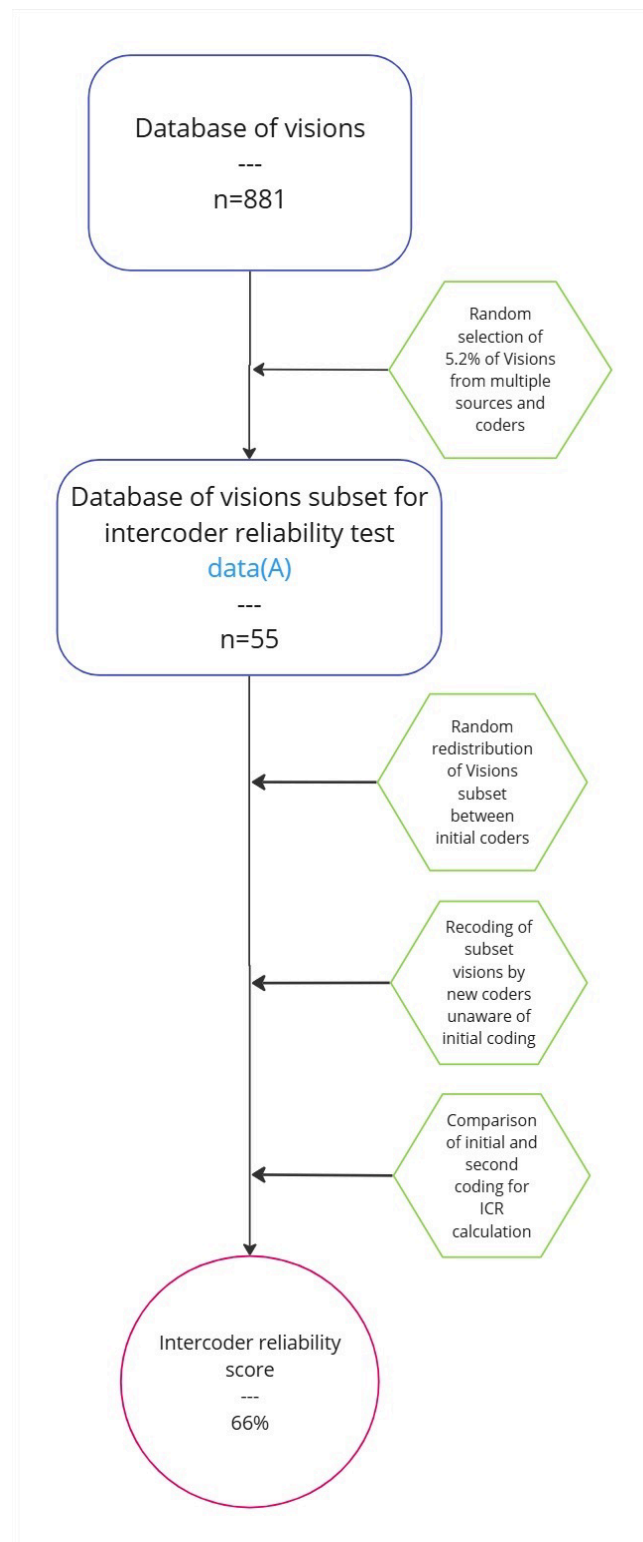 Database of visions
---
n=881
Random
selection of
5.2% of Visions
from multiple
sources and
coders
Database of visions subset for
intercoder reliability test
data(A)
---
n=55
Random
redistribution
of Visions
subset
between
initial coders
Recoding of
subset
visions by
new coders
unaware of
initial coding
Comparison
of initial and
second
coding for
ICR
calculation
Intercoder reliability
score
---
66%